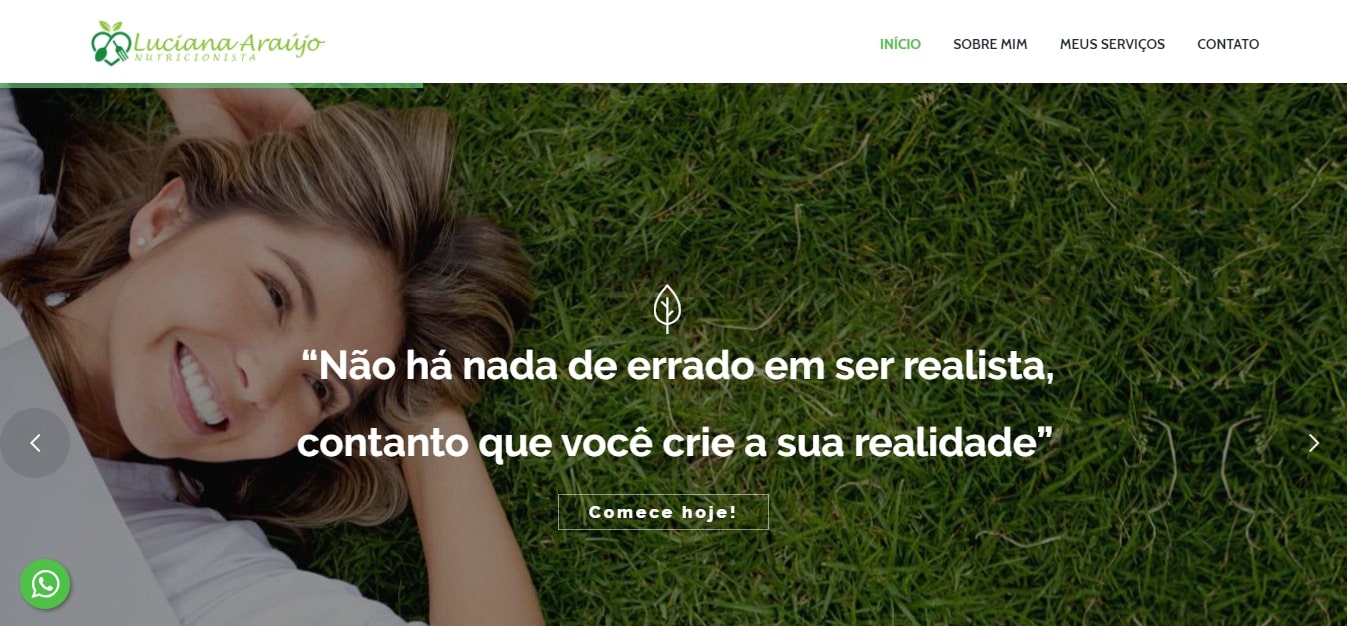 Luciana Araújo
NUTRICIONISTA
INÍCIO SOBRE MIM MEUS SERVIÇOS CONTATO
“Não há nada de errado em ser realista,
contanto que você crie a sua realidade”
Comece hoje!